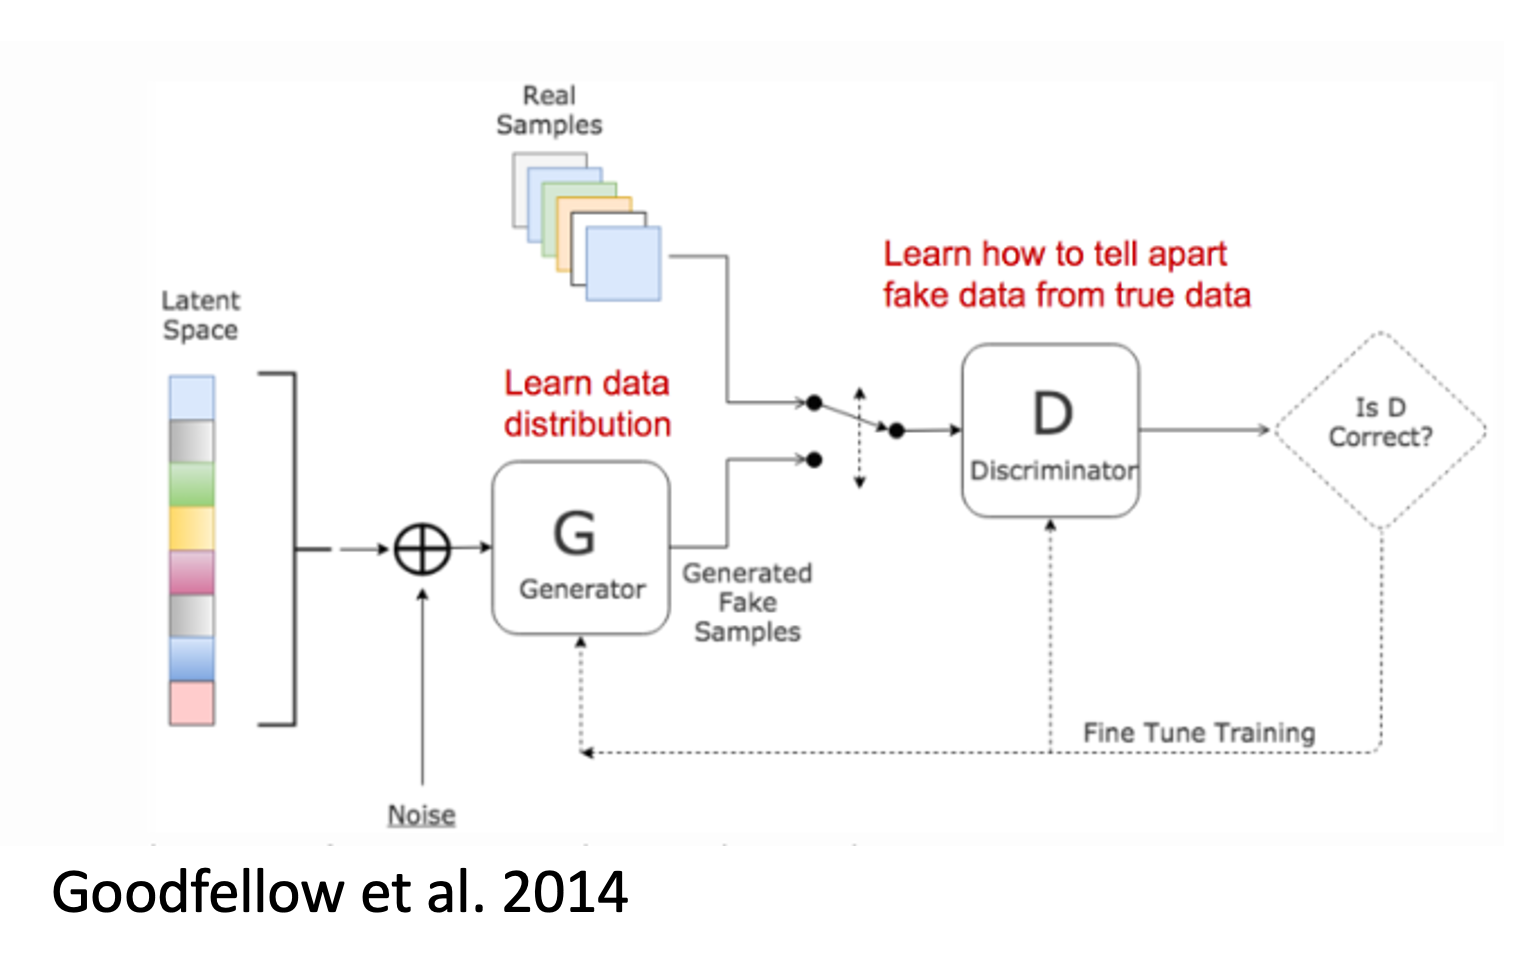 Real
Samples
Learn how to tell apart
fake data from true data
Latent
Space
Learn data
distribution
D
Discriminator
Is D
Correct?
G
Generator
Generated
Fake
Samples
Fine Tune Training
Noise
Goodfellow et al. 2014